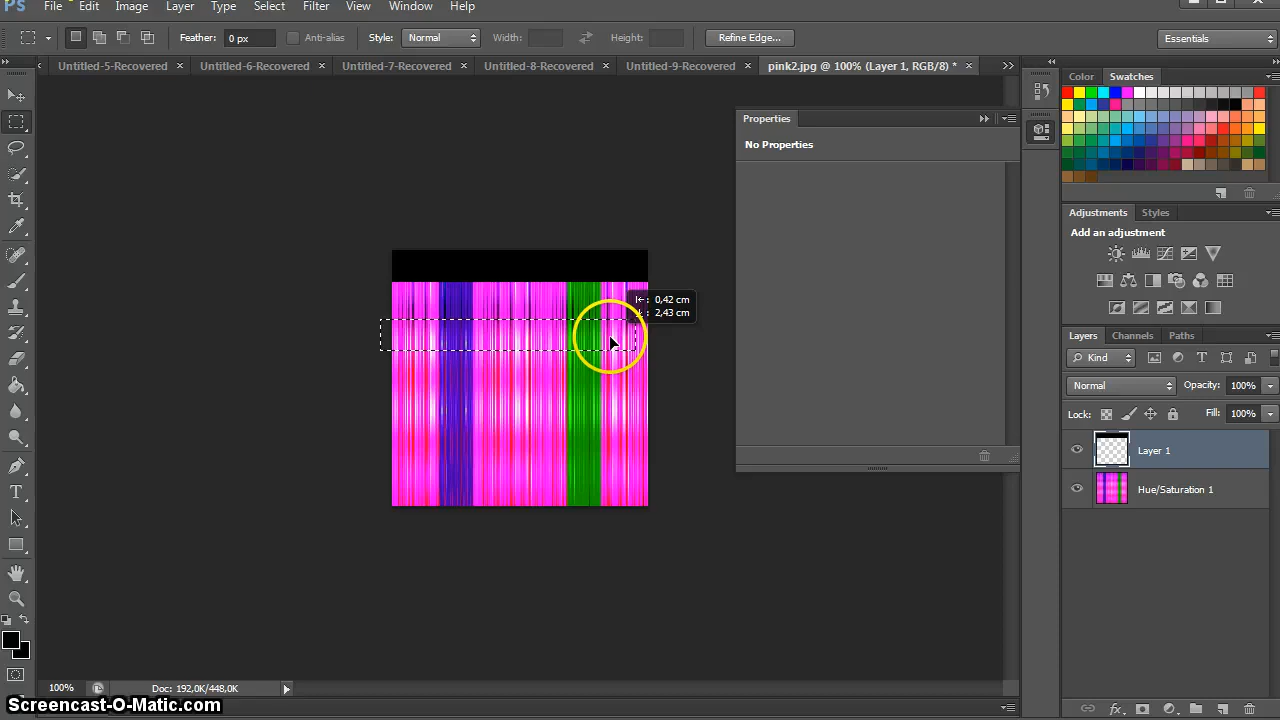 PS File Edit Image Layer Type Select Filter View Window Help
Feather: 0 px Anti-alias Style: Normal Width: Height: Refine Edge... Essentials
Untitled-5-Recovered × Untitled-6-Recovered × Untitled-7-Recovered × Untitled-8-Recovered × Untitled-9-Recovered × pink2.jpg @ 100% (Layer 1, RGB/8) * ×
Color Swatches
Properties
No Properties
Adjustments Styles
Add an adjustment
: 0,42 cm
: 2,43 cm
Layers Channels Paths
Kind
Normal Opacity: 100%
Lock: Fill: 100%
Layer 1
Hue/Saturation 1
100% Doc: 192,0K/448,0K
Screencast-O-Matic.com